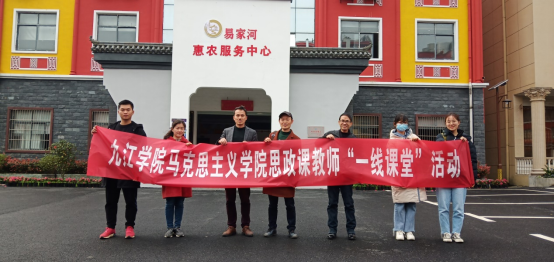 易家河
惠农服务中心
九江学院马克思主义学院思政课教师“一线课堂”活动